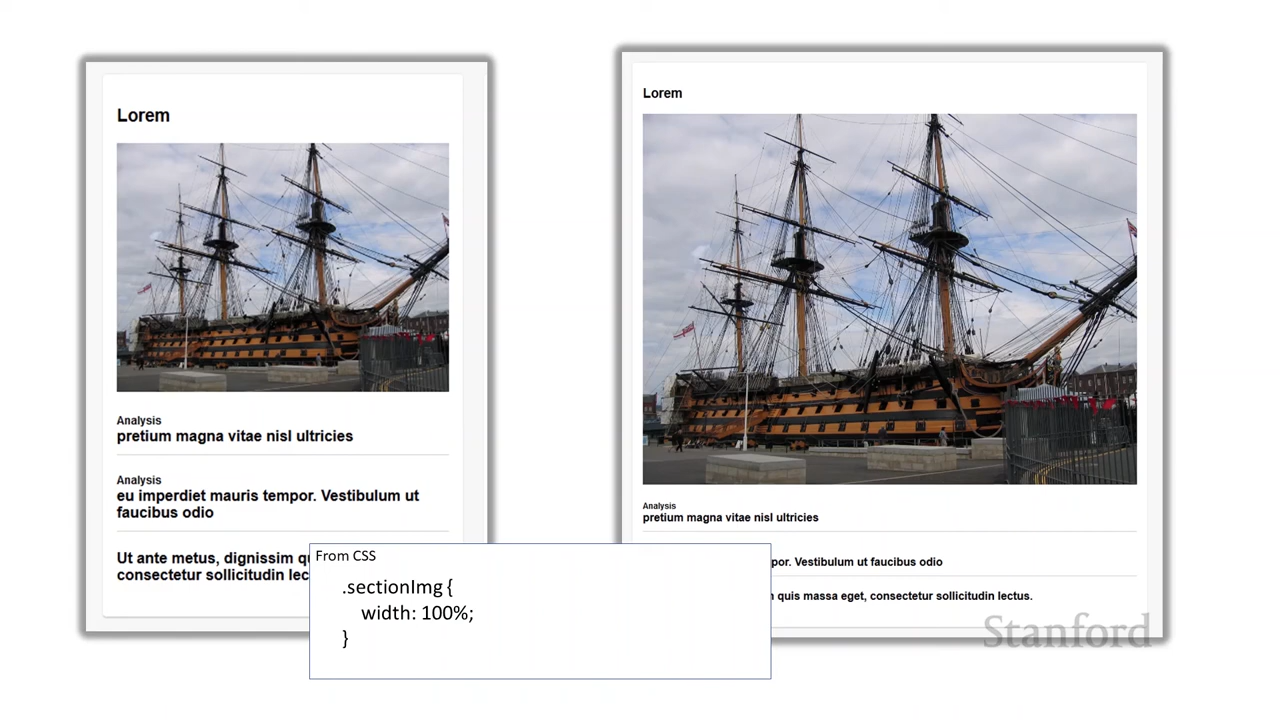 Lorem
Analysis
pretium magna vitae nisl ultricies
Analysis
eu imperdiet mauris tempor. Vestibulum ut
faucibus odio
Ut ante metus, dignissim
consectetur sollicitudin
Lorem
Analysis
pretium magna vitae nisl ultricies
Vestibulum ut faucibus odio
quis massa eget, consectetur sollicitudin lectus.
From CSS
.sectionImg {
width: 100%;
}
Stanford